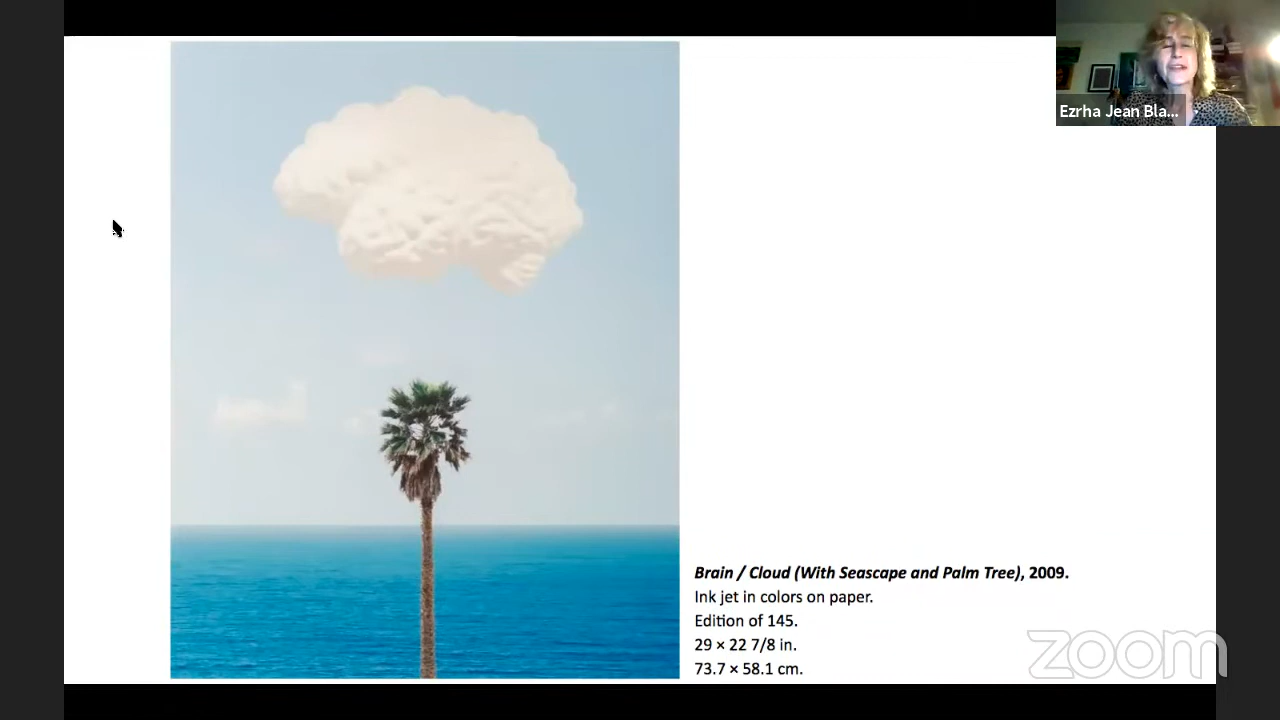 Ezrha Jean Bla...
Brain / Cloud (With Seascape and Palm Tree), 2009.
Ink jet in colors on paper.
Edition of 145.
29 × 22 7/8 in.
73.7 × 58.1 cm.
zoom